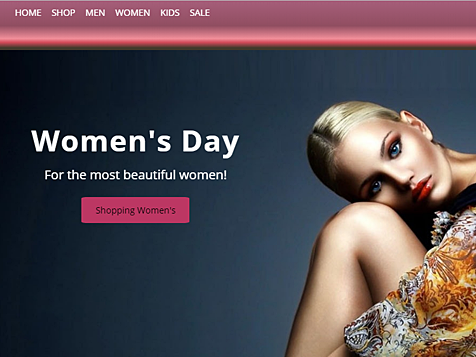 HOME SHOP MEN WOMEN KIDS SALE
Women's Day
For the most beautiful women!
Shopping Women's